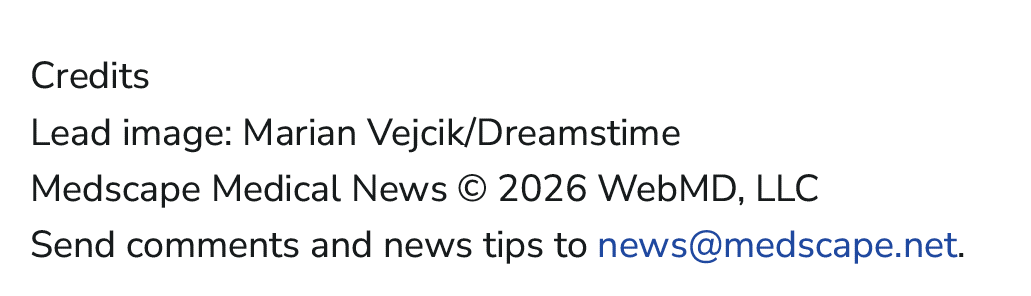 Credits
Lead image: Marian Vejcik/Dreamstime
Medscape Medical News © 2026 WebMD, LLC
Send comments and news tips to news@medscape.net.